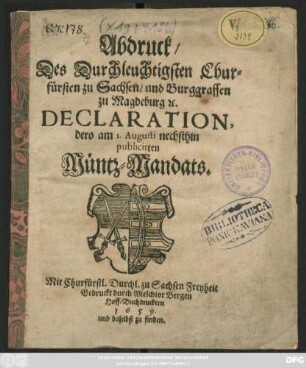 Abdruck/
Des Durchleuchtigsten Chur-
fürsten zu Sachsen/ und Burggraffen
zu Magdeburg ꝛc.
DECLARATION,
dero am 1. Augusti nechsthin
publicirten
Müntz-Mandats.
BIBLIOTHECA
PONICKAVIANA
Mit Churfürstl. Durchl. zu Sachsen Freyheit
Gedruckt durch Melchior Bergen
Hoff-Buchdruckern
1659.
und daselbst zu finden.